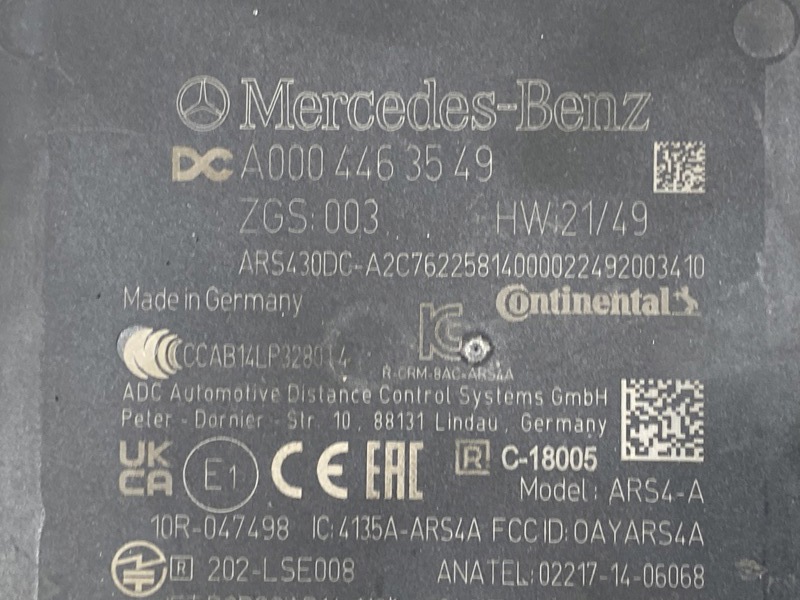 Mercedes-Benz
DC A000 446 35 49
ZGS: 003 HW:21/49
ARS430DC-A2C76225814000022492003410
Made in Germany Continental
CCAB14LP3280T4
R-CRM-8AC-ARS4A
ADC Automotive Distance Control Systems GmbH
Peter - Dornier - Str 10, 88131 Lindau, Germany
UK CA E1 CE EAC R C-18005
Model: ARS4-A
10R-047498 IC: 4135A-ARS4A FCC ID: OAYARS4A
R 202-LSE008 ANATEL: 02217-14-06068